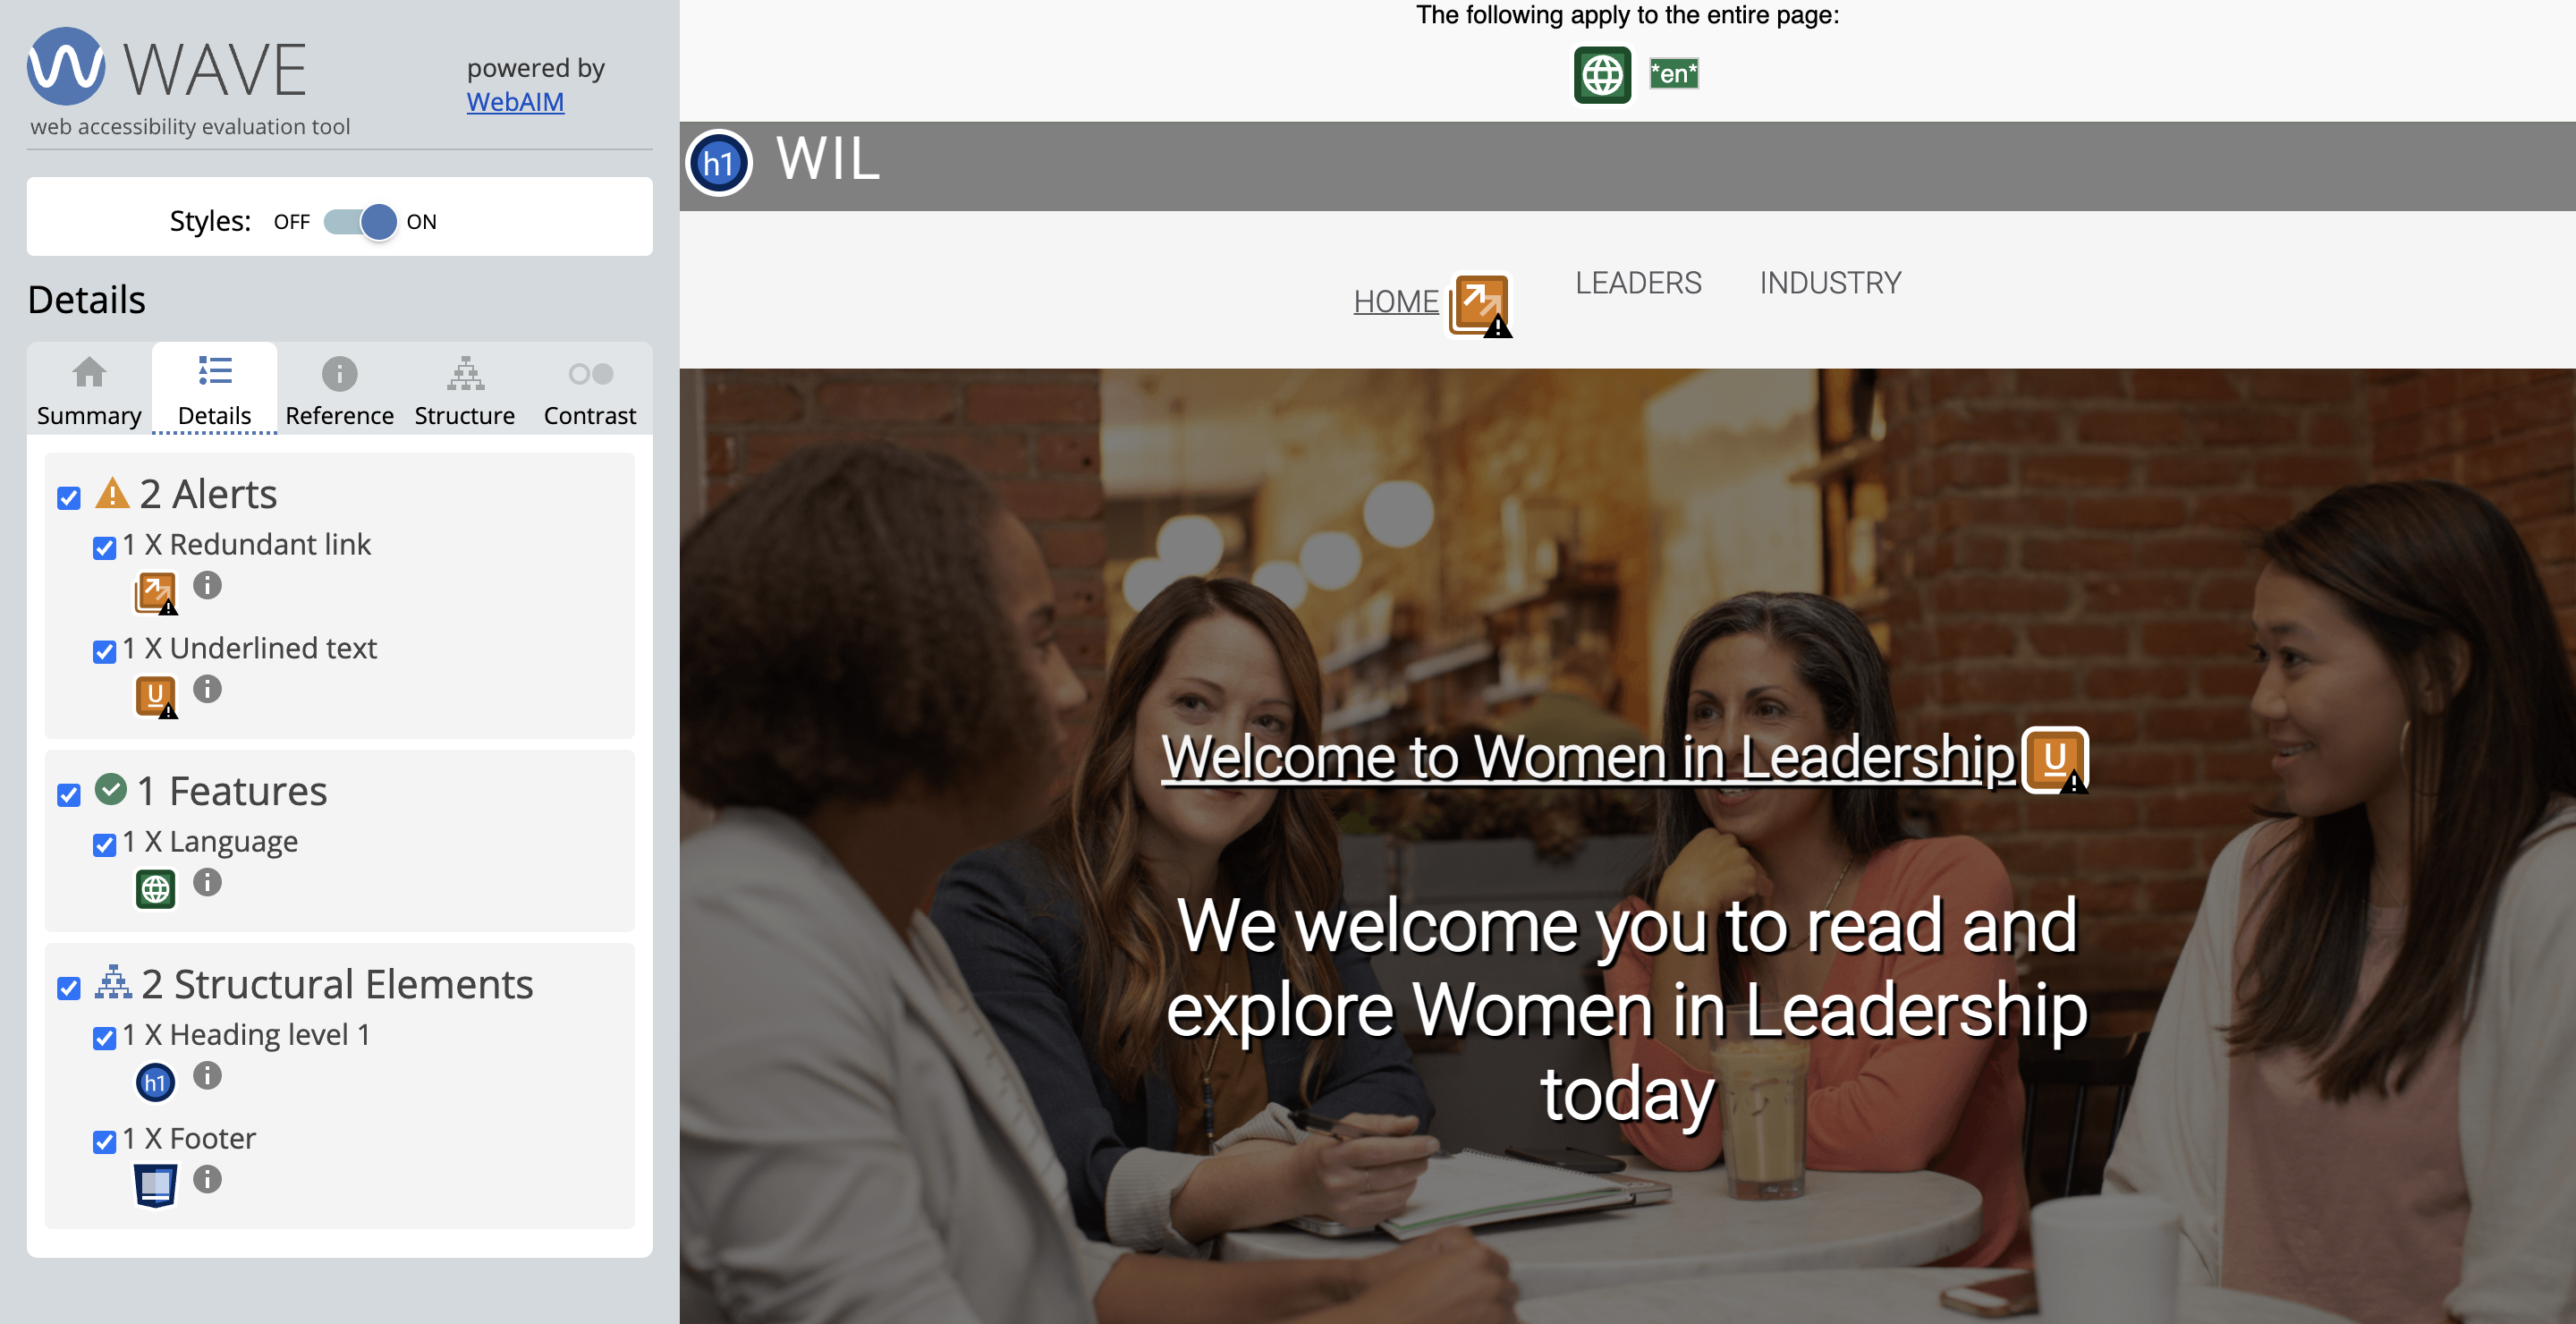 WAVE
web accessibility evaluation tool
powered by
WebAIM
Styles: OFF ON
Details
Summary Details Reference Structure Contrast
2 Alerts
1 X Redundant link
1 X Underlined text
U
1 Features
1 X Language
2 Structural Elements
1 X Heading level 1
h1
1 X Footer
The following apply to the entire page:
*en*
h1 WIL
HOME LEADERS INDUSTRY
Welcome to Women in Leadership U
We welcome you to read and
explore Women in Leadership
today